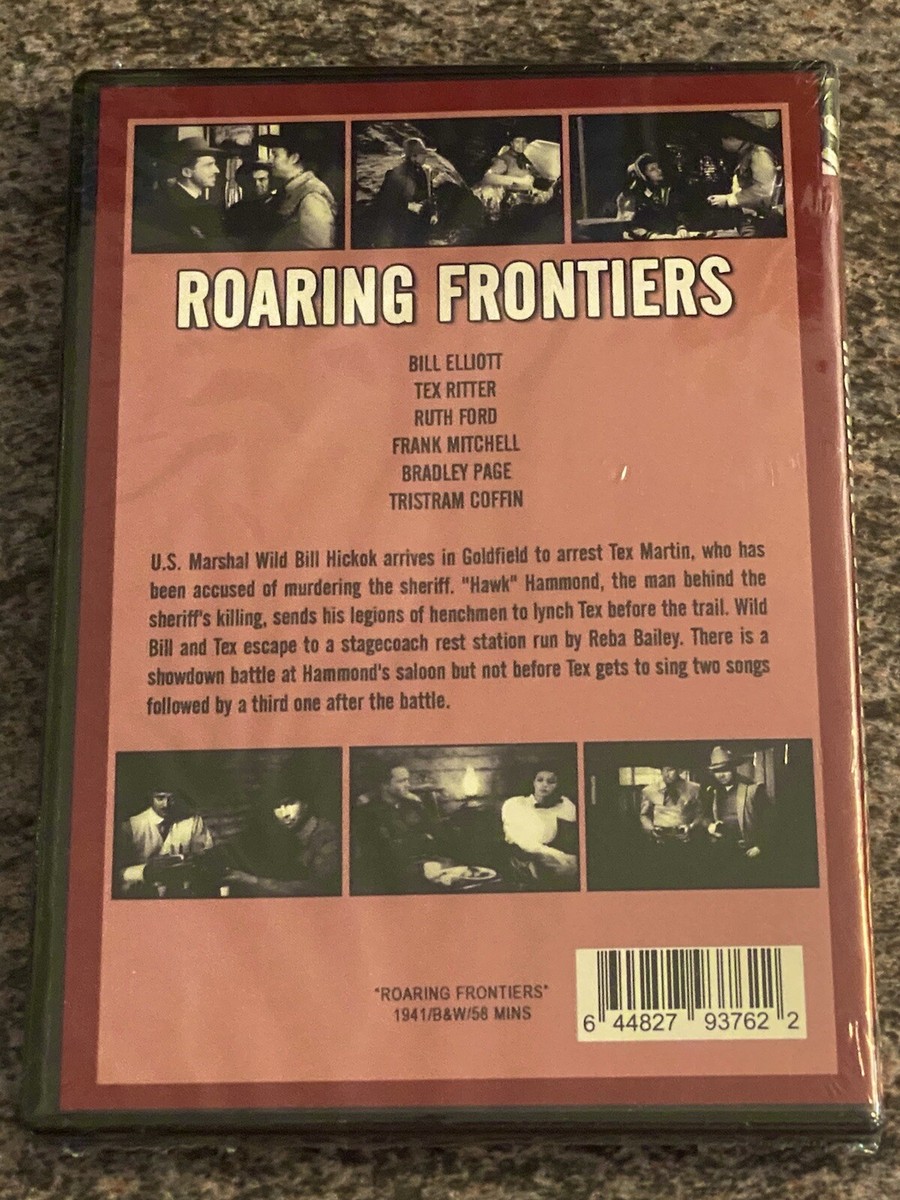 ROARING FRONTIERS
BILL ELLIOTT
TEX RITTER
RUTH FORD
FRANK MITCHELL
BRADLEY PAGE
TRISTRAM COFFIN
U.S. Marshal Wild Bill Hickok arrives in Goldfield to arrest Tex Martin, who has
been accused of murdering the sheriff. "Hawk" Hammond, the man behind the
sheriff's killing, sends his legions of henchmen to lynch Tex before the trail. Wild
Bill and Tex escape to a stagecoach rest station run by Reba Bailey. There is a
showdown battle at Hammond's saloon but not before Tex gets to sing two songs
followed by a third one after the battle.
"ROARING FRONTIERS"
1941/B&W/58 MINS
6 44827 93762 2